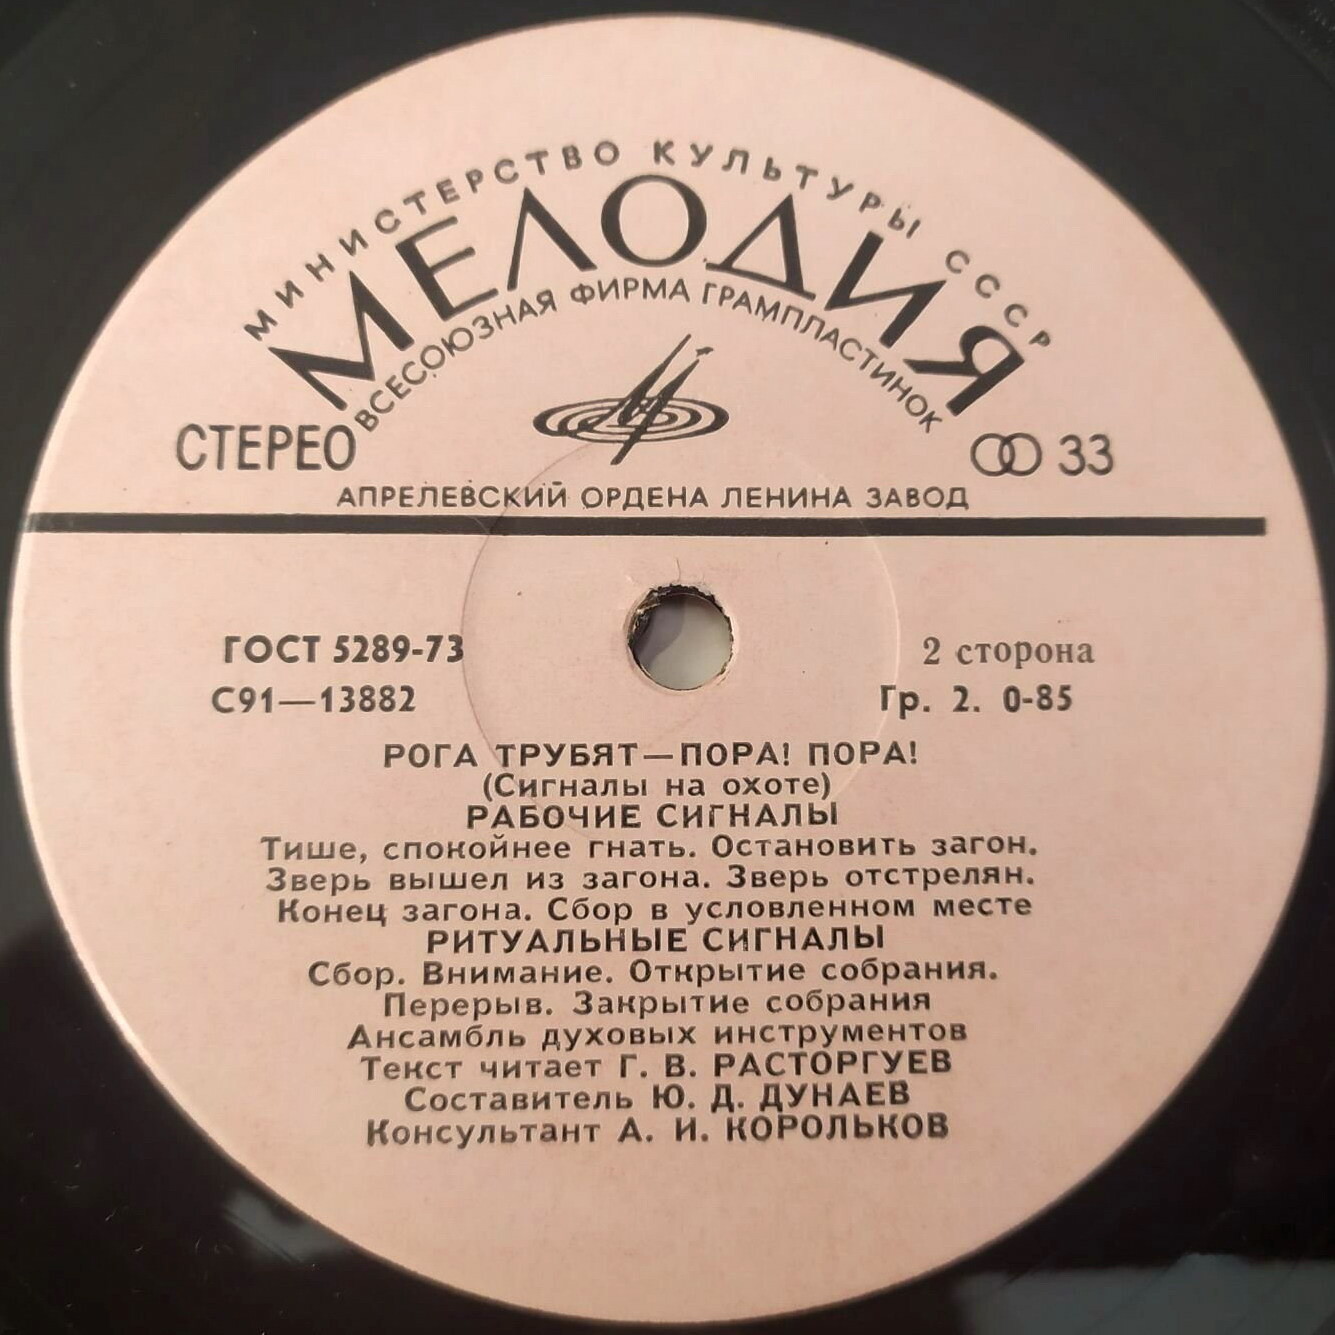 МИНИСТЕРСТВО КУЛЬТУРЫ СССР
МЕЛОДИЯ
ВСЕСОЮЗНАЯ ФИРМА ГРАМПЛАСТИНОК
СТЕРЕО
33
АПРЕЛЕВСКИЙ ОРДЕНА ЛЕНИНА ЗАВОД
ГОСТ 5289-73
2 сторона
С91—13882
Гр. 2. 0-85
РОГА ТРУБЯТ—ПОРА! ПОРА!
(Сигналы на охоте)
РАБОЧИЕ СИГНАЛЫ
Тише, спокойнее гнать. Остановить загон.
Зверь вышел из загона. Зверь отстрелян.
Конец загона. Сбор в условленном месте
РИТУАЛЬНЫЕ СИГНАЛЫ
Сбор. Внимание. Открытие собрания.
Перерыв. Закрытие собрания
Ансамбль духовых инструментов
Текст читает Г. В. РАСТОРГУЕВ
Составитель Ю. Д. ДУНАЕВ
Консультант А. И. КОРОЛЬКОВ